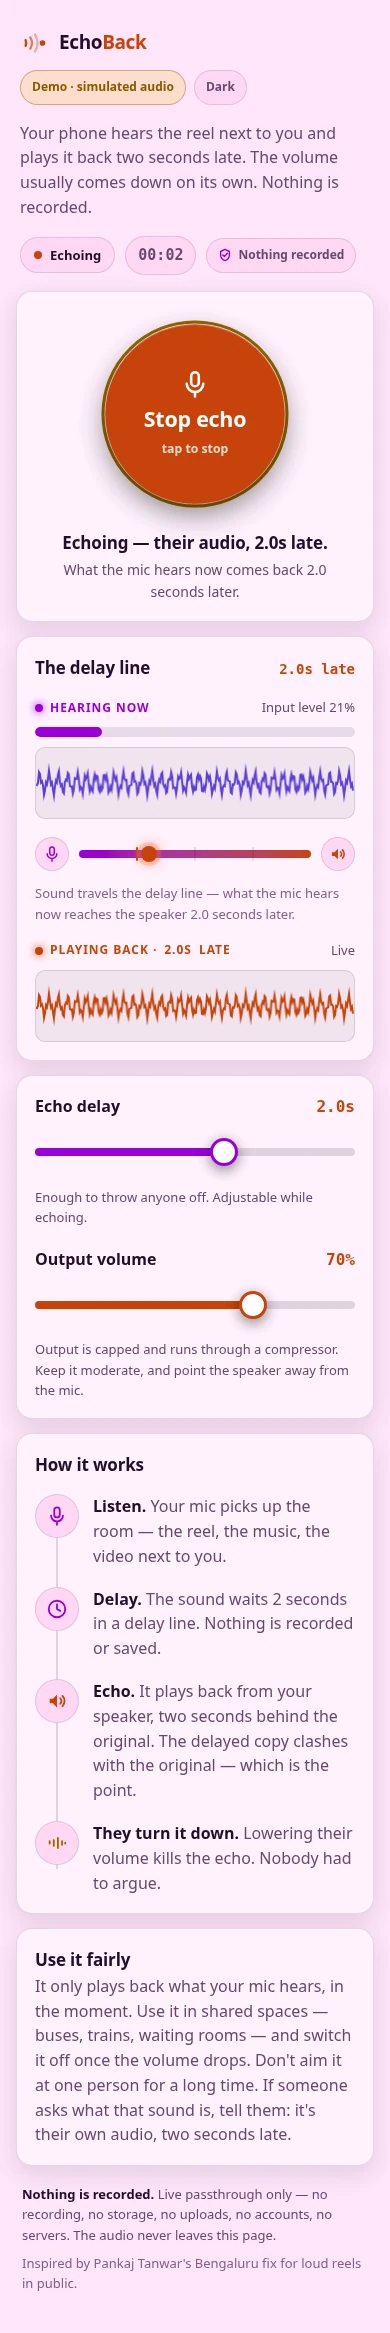 EchoBack
Demo · simulated audio
Dark
Your phone hears the reel next to you and
plays it back two seconds late. The volume
usually comes down on its own. Nothing is
recorded.
Echoing
00:02
Nothing recorded
Stop echo
tap to stop
Echoing — their audio, 2.0s late.
What the mic hears now comes back 2.0
seconds later.
The delay line
2.0s late
HEARING NOW
Input level 21%
Sound travels the delay line — what the mic hears
now reaches the speaker 2.0 seconds later.
PLAYING BACK · 2.0S LATE
Live
Echo delay
2.0s
Enough to throw anyone off. Adjustable while
echoing.
Output volume
70%
Output is capped and runs through a compressor.
Keep it moderate, and point the speaker away from
the mic.
How it works
Listen. Your mic picks up the
room — the reel, the music, the
video next to you.
Delay. The sound waits 2 seconds
in a delay line. Nothing is recorded
or saved.
Echo. It plays back from your
speaker, two seconds behind the
original. The delayed copy clashes
with the original — which is the
point.
They turn it down. Lowering their
volume kills the echo. Nobody had
to argue.
Use it fairly
It only plays back what your mic hears, in
the moment. Use it in shared spaces —
buses, trains, waiting rooms — and switch
it off once the volume drops. Don't aim it
at one person for a long time. If someone
asks what that sound is, tell them: it's
their own audio, two seconds late.
Nothing is recorded. Live passthrough only — no
recording, no storage, no uploads, no accounts, no
servers. The audio never leaves this page.
Inspired by Pankaj Tanwar's Bengaluru fix for loud reels
in public.